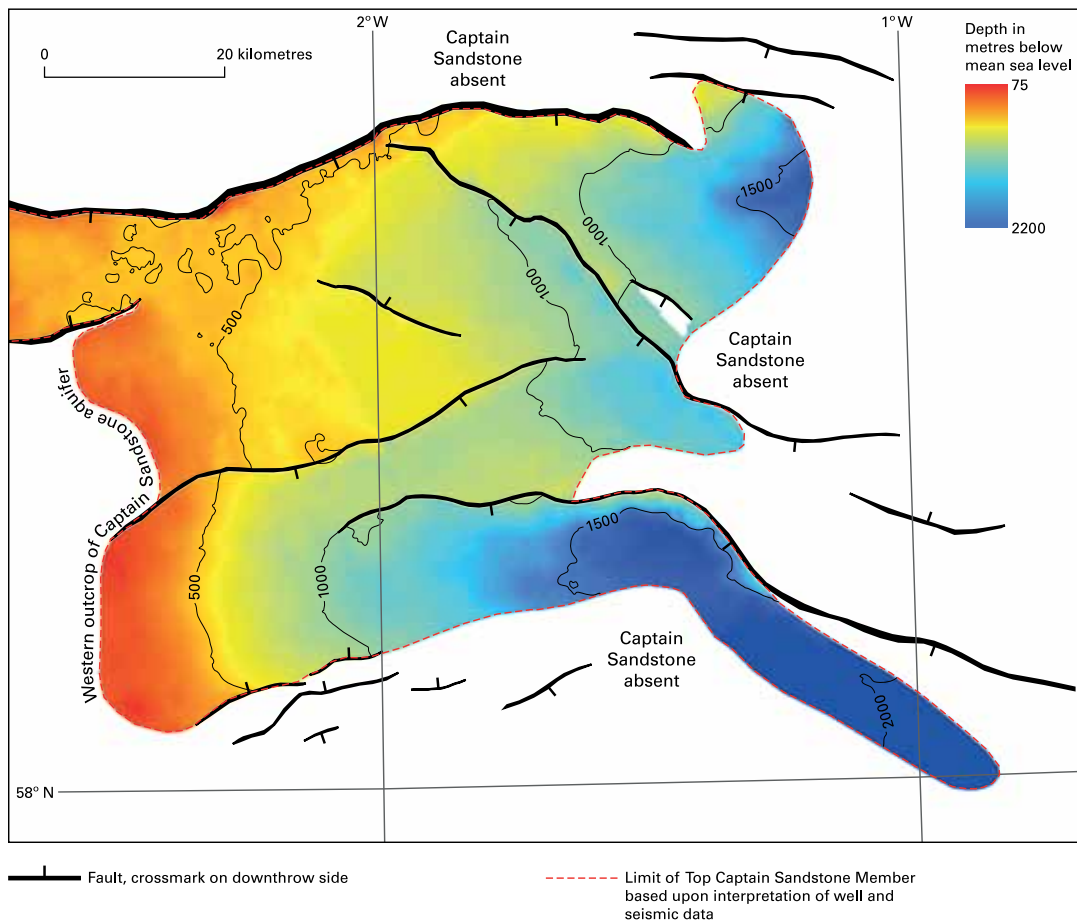 2°W
1°W
0
20 kilometres
Captain
Sandstone
absent
Depth in
metres below
mean sea level
75
2200
1500
1000
1000
500
Captain
Sandstone
absent
Western outcrop of Captain Sandstone aquifer
500
1000
1500
Captain
Sandstone
absent
2000
58° N
Fault, crossmark on downthrow side
Limit of Top Captain Sandstone Member
based upon interpretation of well and
seismic data